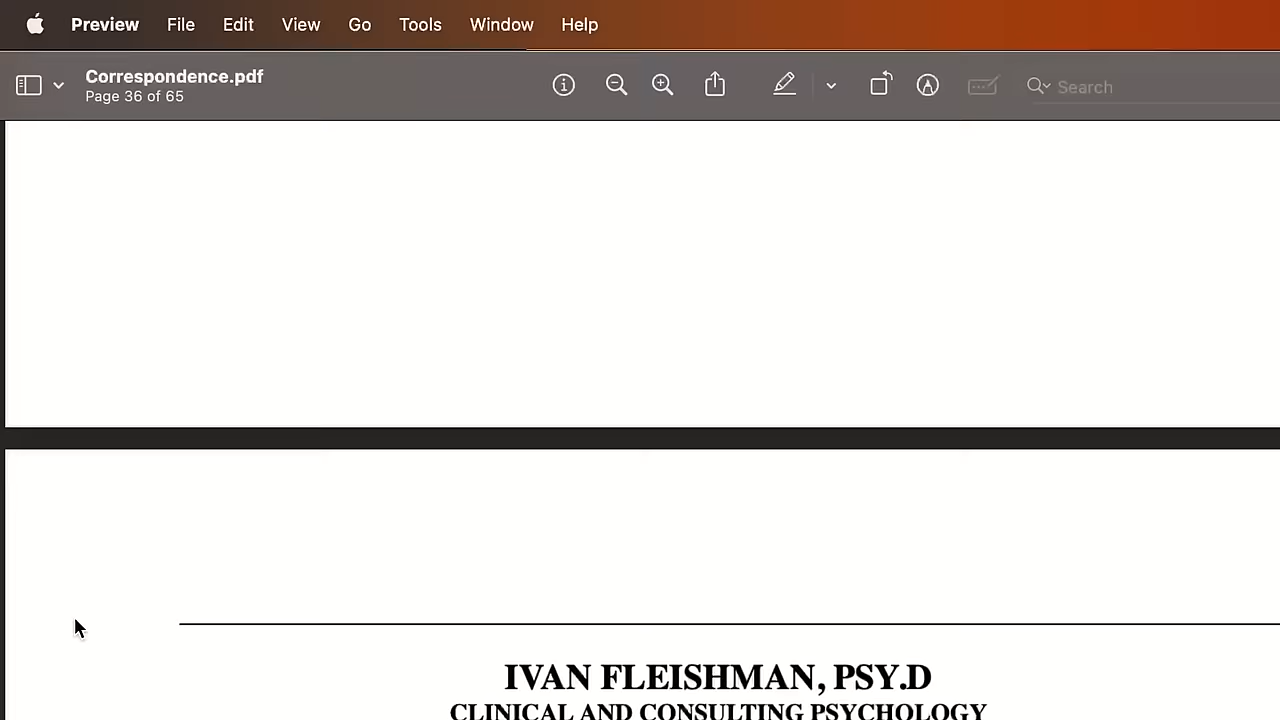 Preview File Edit View Go Tools Window Help
Correspondence.pdf
Page 36 of 65
Search
IVAN FLEISHMAN, PSY.D
CLINICAL AND CONSULTING PSYCHOLOGY